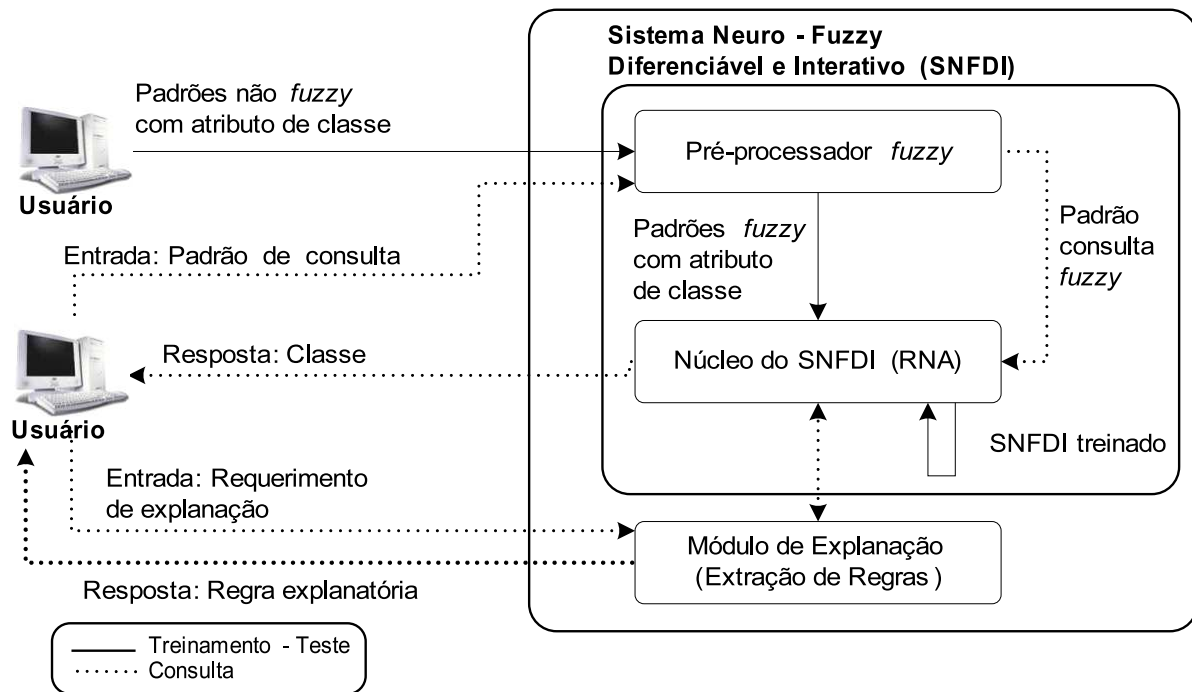 Sistema Neuro - Fuzzy
Diferenciável e Interativo (SNFDI)
Padrões não fuzzy
com atributo de classe
Pré-processador fuzzy
Usuário
Padrões fuzzy
com atributo
de classe
Padrão
consulta
fuzzy
Entrada: Padrão de consulta
Resposta: Classe
Núcleo do SNFDI (RNA)
Usuário
SNFDI treinado
Entrada: Requerimento
de explanação
Módulo de Explanação
(Extração de Regras)
Resposta: Regra explanatória
Treinamento - Teste
Consulta